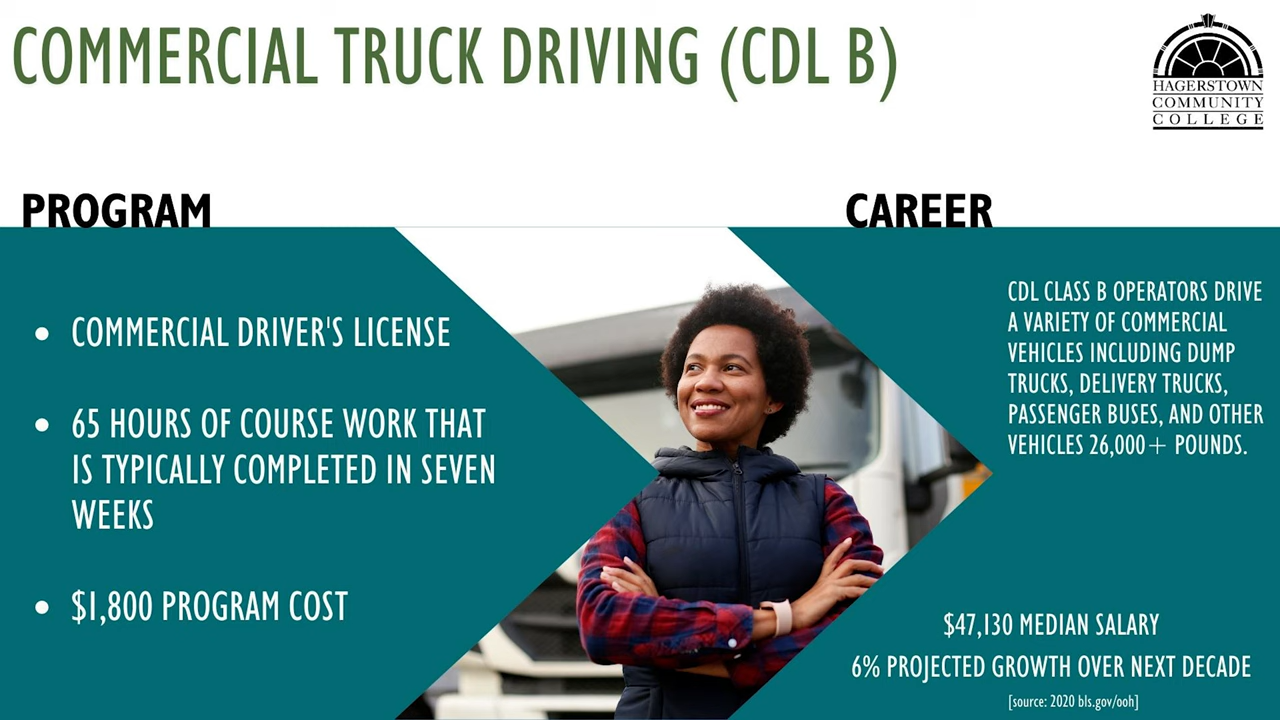 COMMERCIAL TRUCK DRIVING (CDL B)
HAGERSTOWN
COMMUNITY
COLLEGE
PROGRAM
• COMMERCIAL DRIVER'S LICENSE
• 65 HOURS OF COURSE WORK THAT
IS TYPICALLY COMPLETED IN SEVEN
WEEKS
• $1,800 PROGRAM COST
CAREER
CDL CLASS B OPERATORS DRIVE
A VARIETY OF COMMERCIAL
VEHICLES INCLUDING DUMP
TRUCKS, DELIVERY TRUCKS,
PASSENGER BUSES, AND OTHER
VEHICLES 26,000+ POUNDS.
$47,130 MEDIAN SALARY
6% PROJECTED GROWTH OVER NEXT DECADE
[source: 2020 bls.gov/ooh]